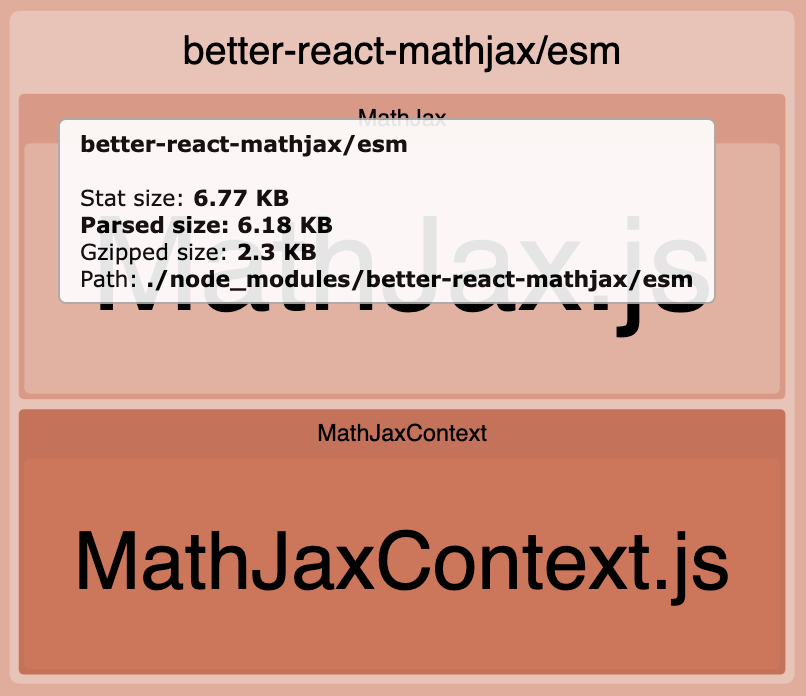 better-react-mathjax/esm
MathJax
better-react-mathjax/esm
Stat size: 6.77 KB
Parsed size: 6.18 KB
Gzipped size: 2.3 KB
Path: ./node_modules/better-react-mathjax/esm
MathJax.js
MathJaxContext
MathJaxContext.js